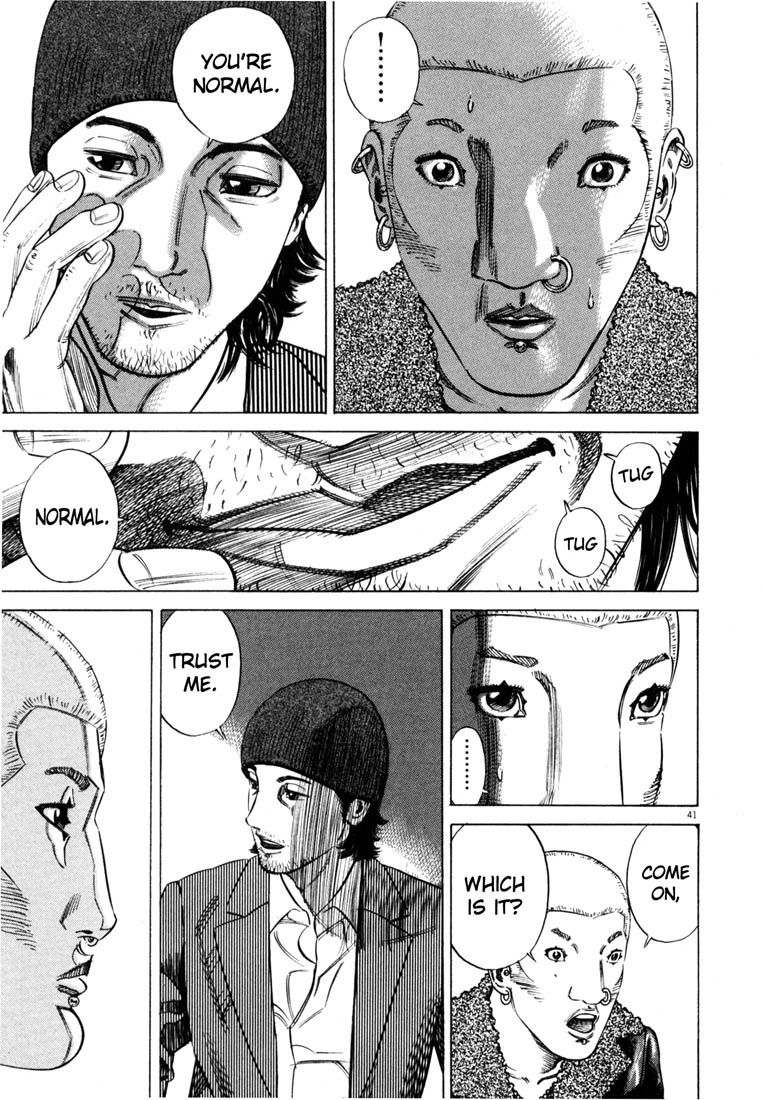 !
……
YOU'RE
NORMAL.
TUG
TUG
NORMAL.
……
41
COME
ON,
WHICH
IS IT?
TRUST
ME.